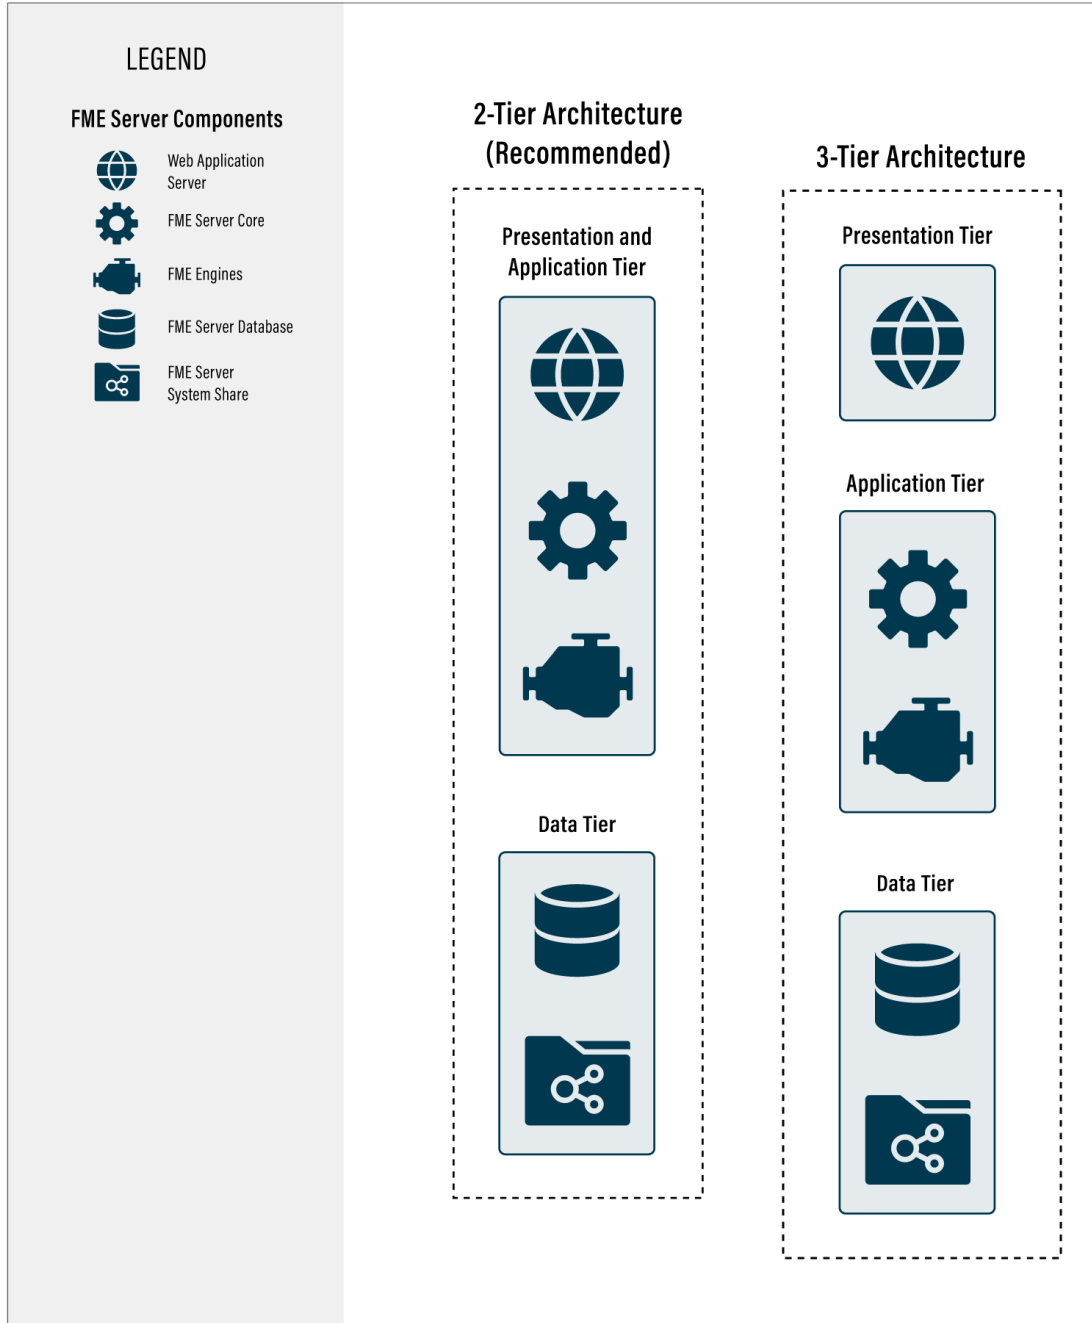 LEGEND
FME Server Components
Web Application
Server
FME Server Core
FME Engines
FME Server Database
FME Server
System Share
2-Tier Architecture
(Recommended)
Presentation and
Application Tier
Data Tier
3-Tier Architecture
Presentation Tier
Application Tier
Data Tier